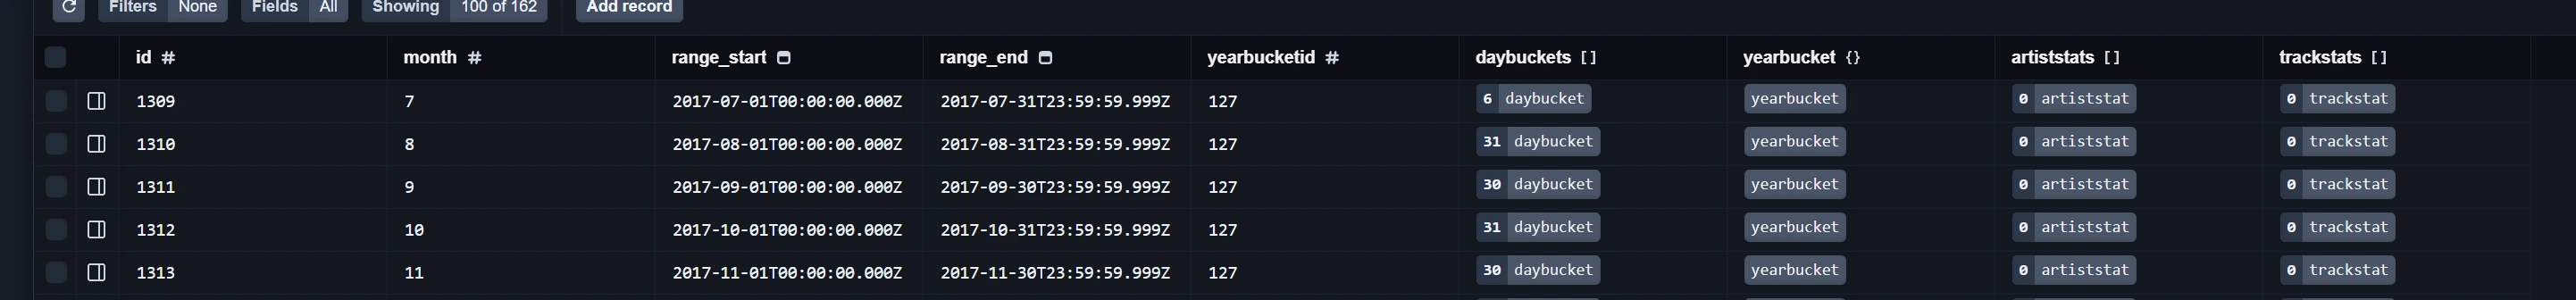 Filters None Fields All Showing 100 of 162 Add record
id # month # range_start range_end yearbucketid # daybuckets [] yearbucket {} artiststats [] trackstats []
1309 7 2017-07-01T00:00:00.000Z 2017-07-31T23:59:59.999Z 127 6 daybucket yearbucket 0 artiststat 0 trackstat
1310 8 2017-08-01T00:00:00.000Z 2017-08-31T23:59:59.999Z 127 31 daybucket yearbucket 0 artiststat 0 trackstat
1311 9 2017-09-01T00:00:00.000Z 2017-09-30T23:59:59.999Z 127 30 daybucket yearbucket 0 artiststat 0 trackstat
1312 10 2017-10-01T00:00:00.000Z 2017-10-31T23:59:59.999Z 127 31 daybucket yearbucket 0 artiststat 0 trackstat
1313 11 2017-11-01T00:00:00.000Z 2017-11-30T23:59:59.999Z 127 30 daybucket yearbucket 0 artiststat 0 trackstat